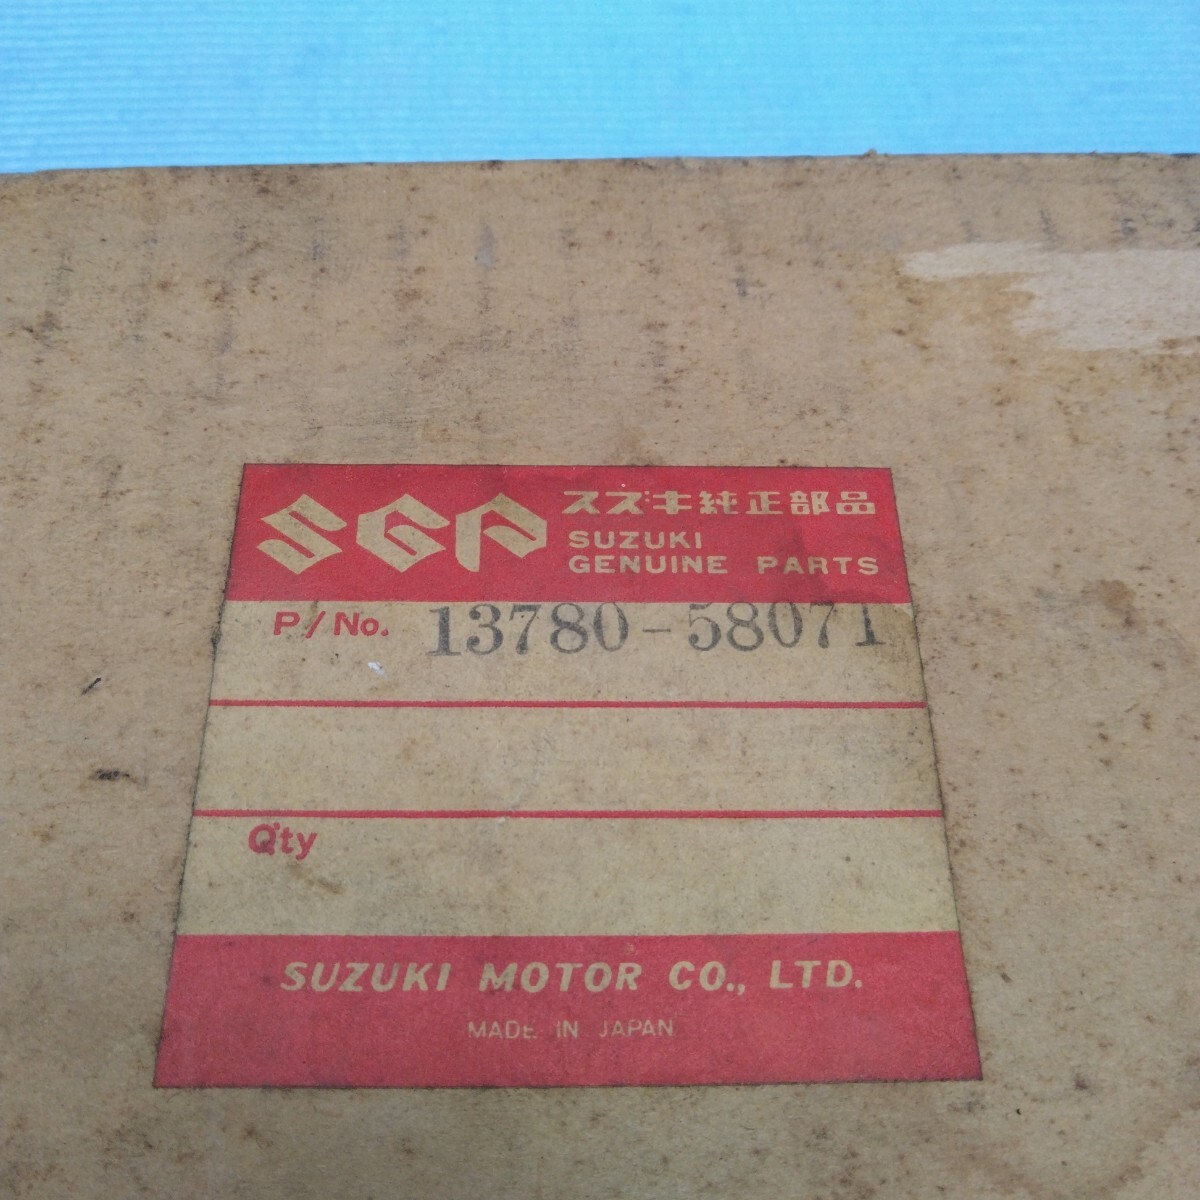 SGP スズキ純正部品
SUZUKI
GENUINE PARTS
P/No. 13780-58071
Q'ty
SUZUKI MOTOR CO., LTD.
MADE IN JAPAN